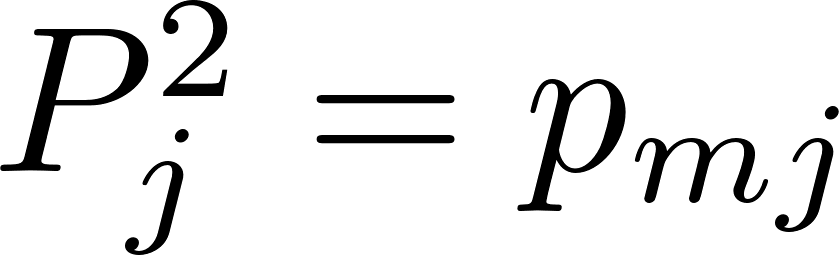 $P_j^2 = p_{mj}$